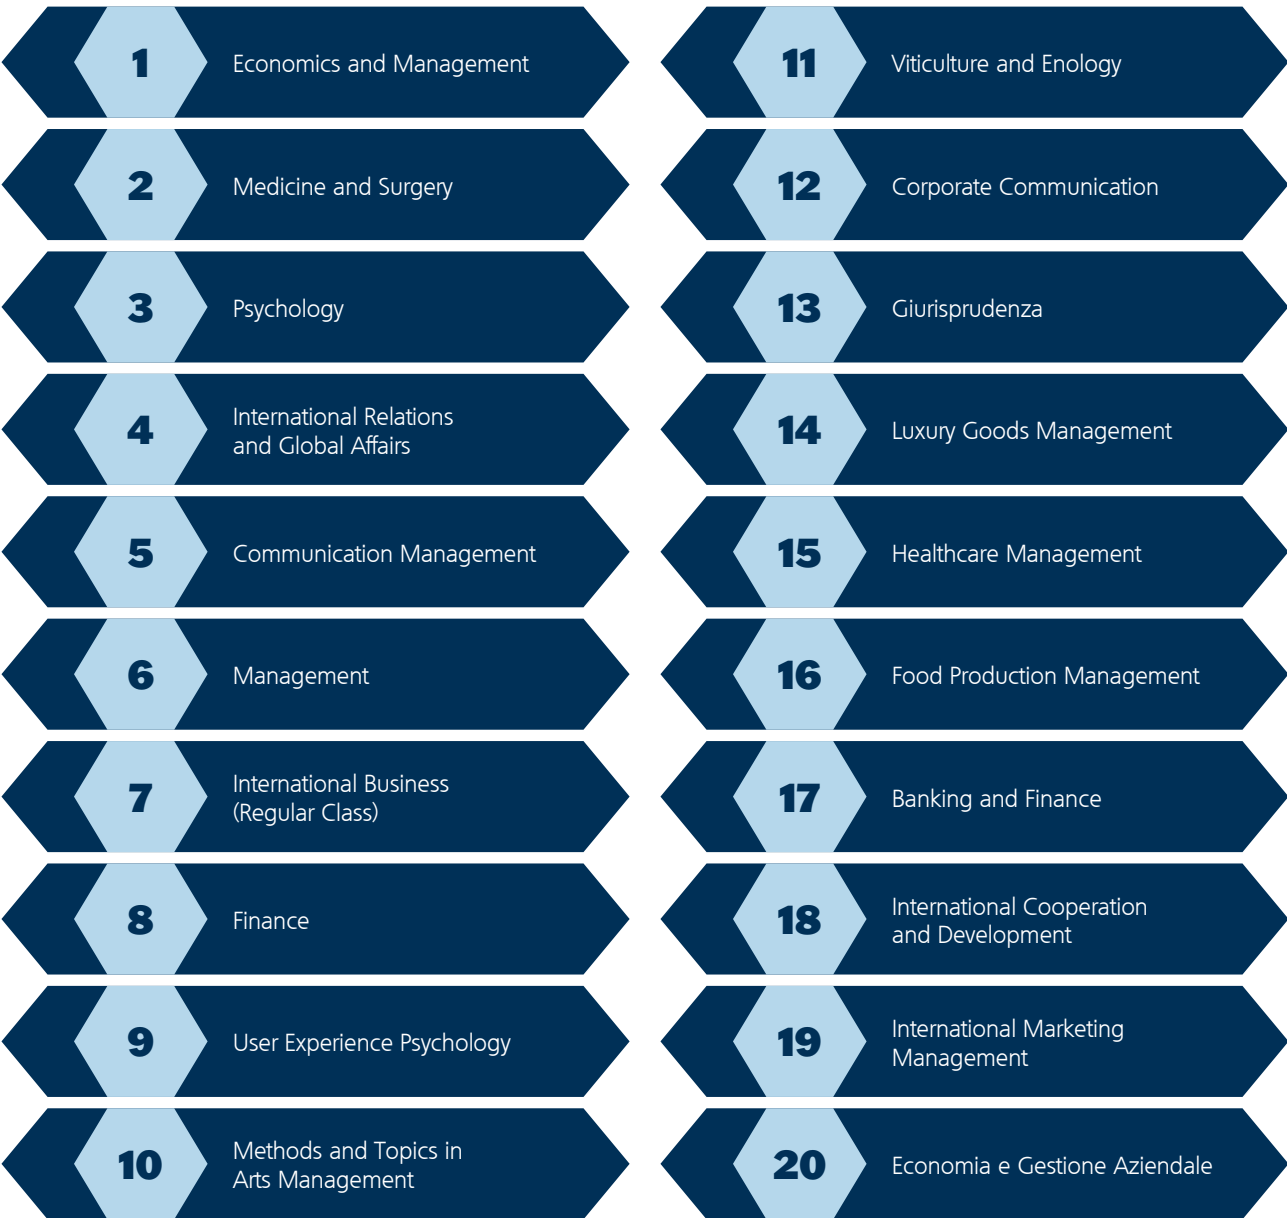 1
Economics and Management
2
Medicine and Surgery
3
Psychology
4
International Relations
and Global Affairs
5
Communication Management
6
Management
7
International Business
(Regular Class)
8
Finance
9
User Experience Psychology
10
Methods and Topics in
Arts Management
11
Viticulture and Enology
12
Corporate Communication
13
Giurisprudenza
14
Luxury Goods Management
15
Healthcare Management
16
Food Production Management
17
Banking and Finance
18
International Cooperation
and Development
19
International Marketing
Management
20
Economia e Gestione Aziendale